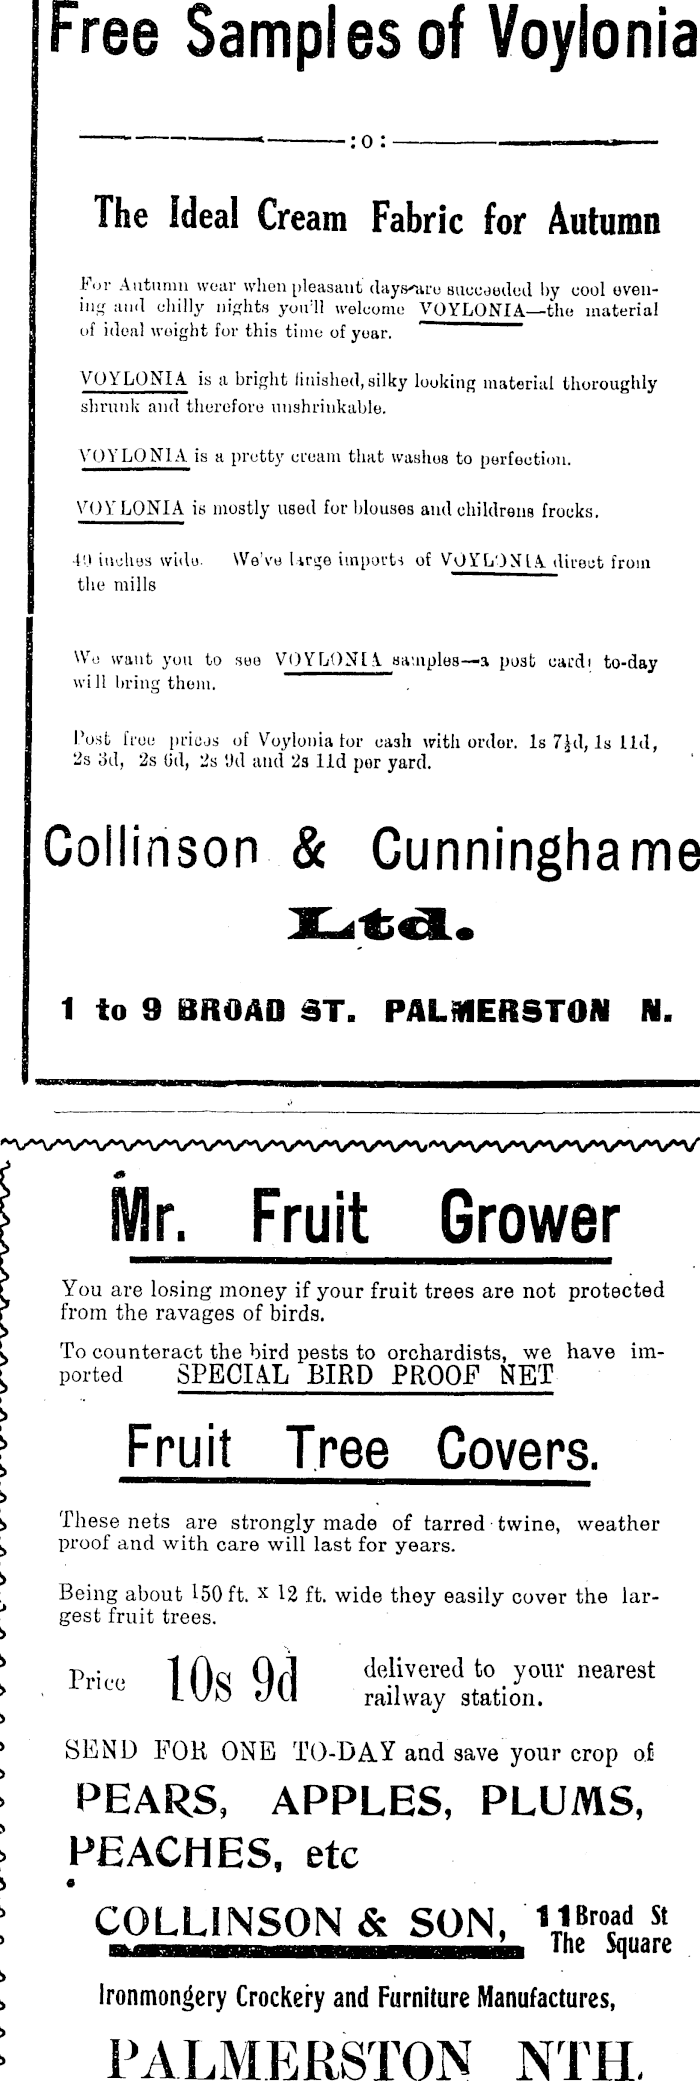 Free Samples of Voylonia
:o:
The Ideal Cream Fabric for Autumn
For Autumn wear when pleasant days are succeeded by cool even-
ing and chilly nights you'll welcome VOYLONIA—the material
of ideal weight for this time of year.
VOYLONIA is a bright finished, silky looking material thoroughly
shrunk and therefore unshrinkable.
VOYLONIA is a pretty cream that washes to perfection.
VOYLONIA is mostly used for blouses and childrens frocks.
40 inches wide. We've large imports of VOYLONIA direct from
the mills
We want you to see VOYLONIA samples—a post card to-day
will bring them.
Post free prices of Voylonia for cash with order. 1s 7½d, 1s 11d,
2s 3d, 2s 6d, 2s 9d and 2s 11d per yard.
Collinson & Cunninghame
Ltd.
1 to 9 BROAD ST. PALMERSTON N.
Mr. Fruit Grower
You are losing money if your fruit trees are not protected
from the ravages of birds.
To counteract the bird pests to orchardists, we have im-
ported SPECIAL BIRD PROOF NET
Fruit Tree Covers.
These nets are strongly made of tarred twine, weather
proof and with care will last for years.
Being about 150 ft. x 12 ft. wide they easily cover the lar-
gest fruit trees.
Price 10s 9d delivered to your nearest
railway station.
SEND FOR ONE TO-DAY and save your crop of
PEARS, APPLES, PLUMS,
PEACHES, etc
COLLINSON & SON, 11 Broad St
The Square
Ironmongery Crockery and Furniture Manufactures,
PALMERSTON NTH.